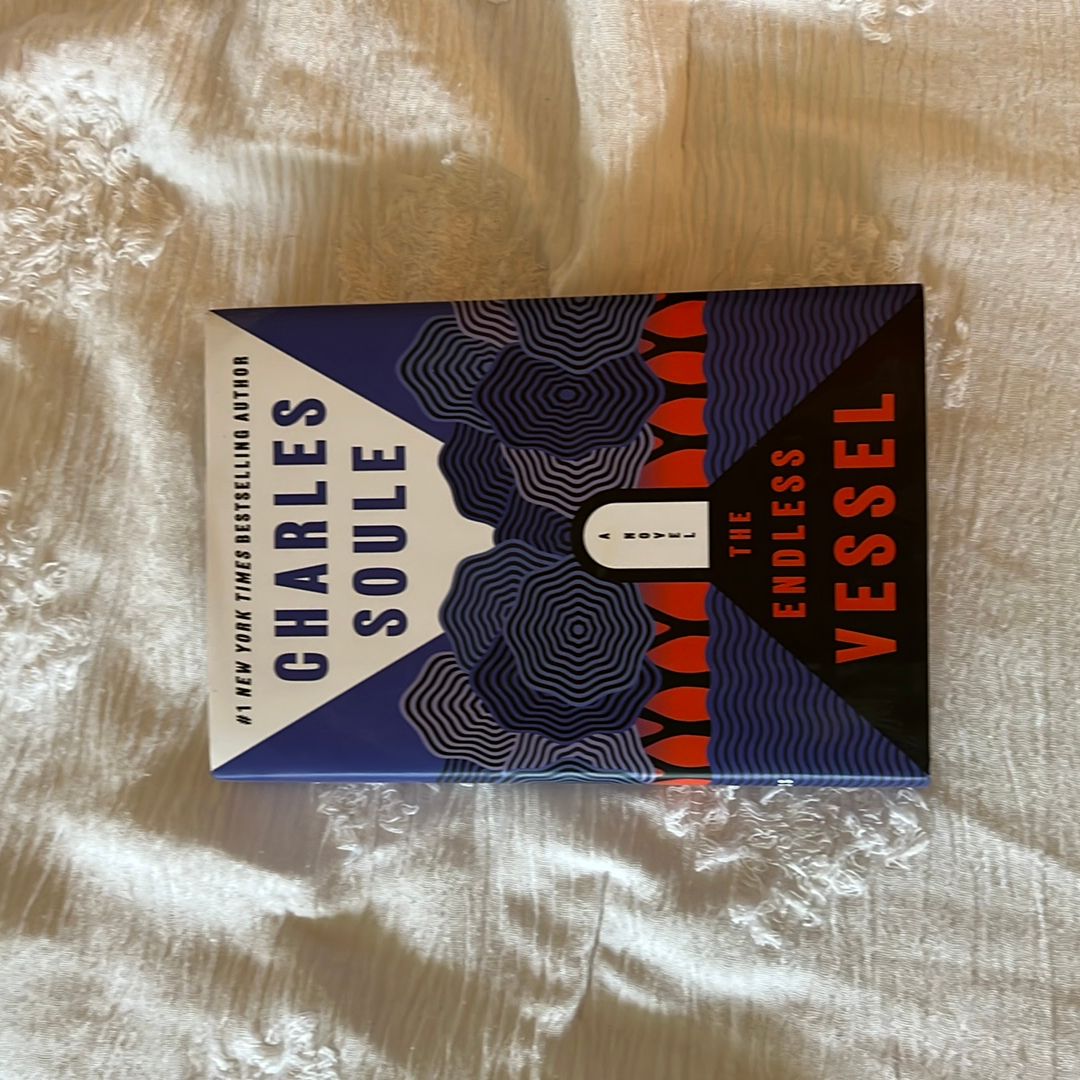 #1 NEW YORK TIMES BESTSELLING AUTHOR
CHARLES
SOULE
A
NOVEL
THE
ENDLESS
VESSEL